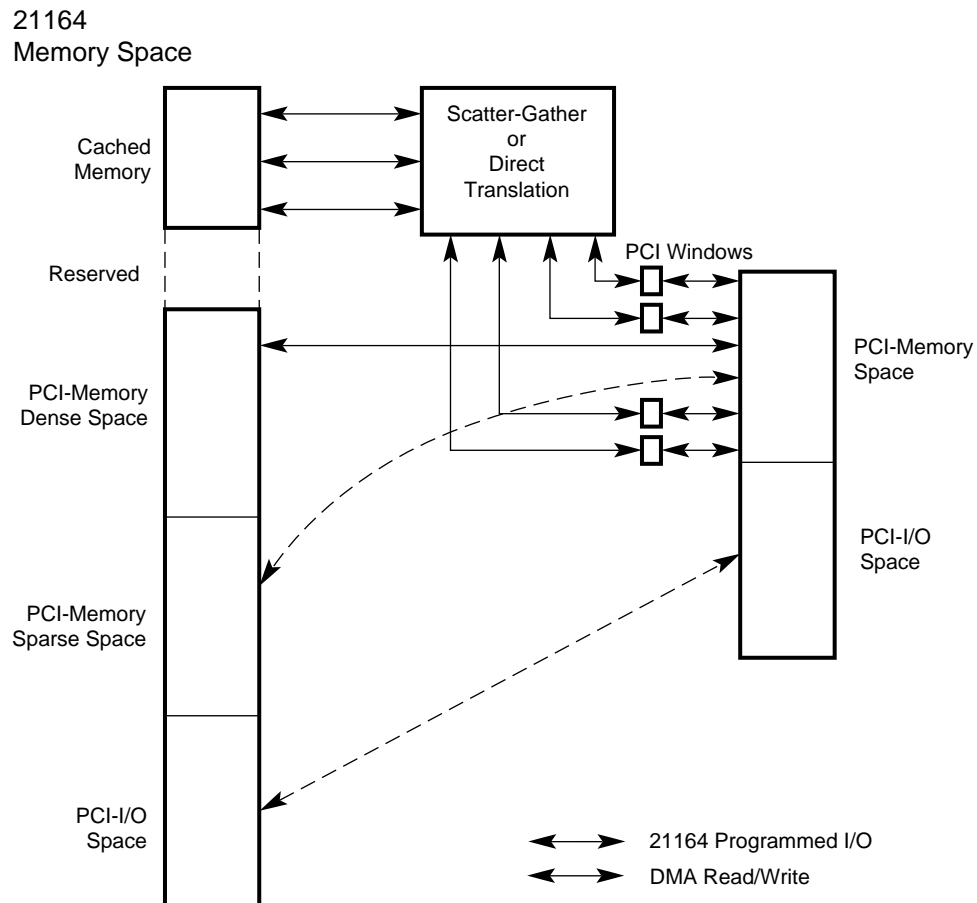 21164
Memory Space
Cached
Memory
Scatter-Gather
or
Direct
Translation
Reserved
PCI Windows
PCI-Memory
Dense Space
PCI-Memory
Space
PCI-I/O
Space
PCI-Memory
Sparse Space
PCI-I/O
Space
21164 Programmed I/O
DMA Read/Write